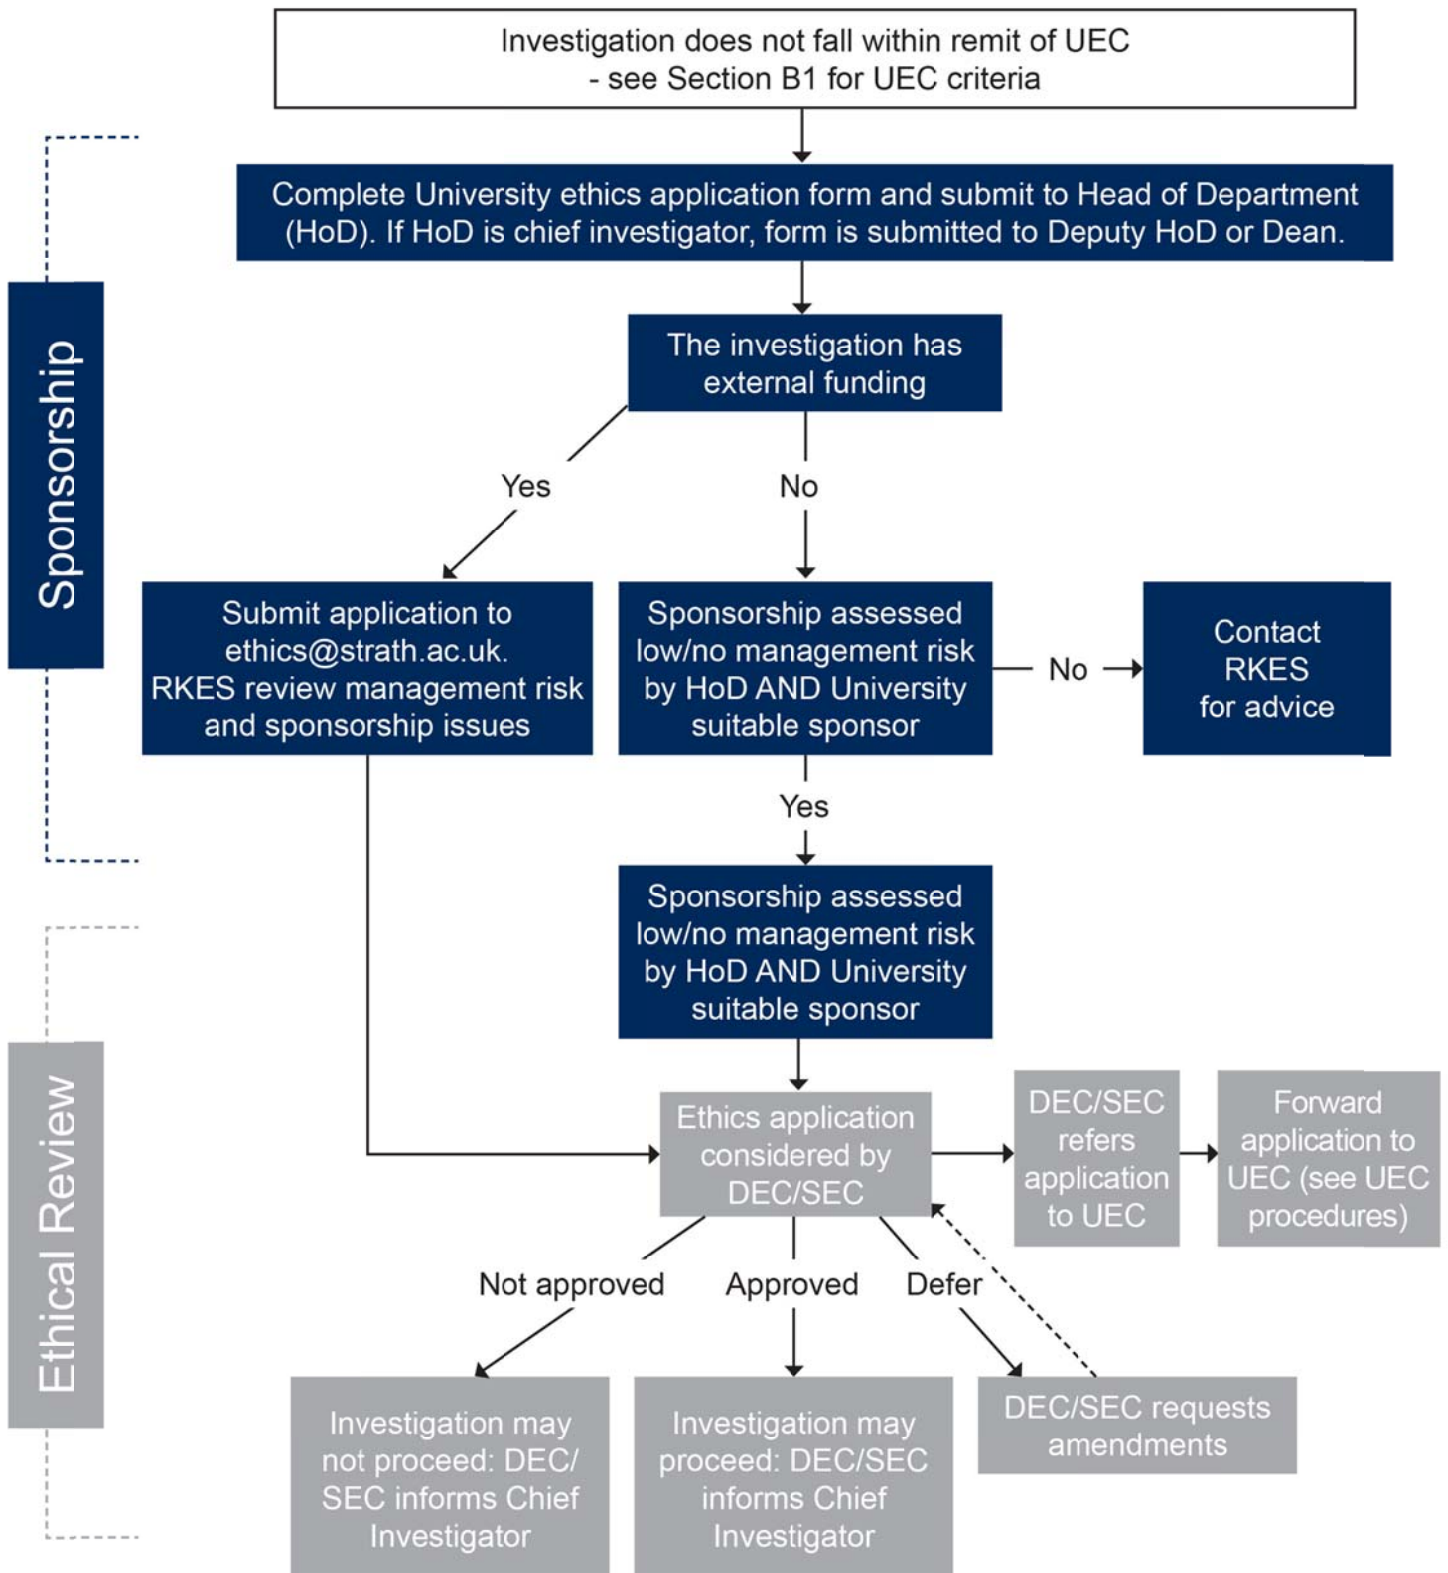 Investigation does not fall within remit of UEC
- see Section B1 for UEC criteria
Sponsorship
Complete University ethics application form and submit to Head of Department
(HoD). If HoD is chief investigator, form is submitted to Deputy HoD or Dean.
The investigation has
external funding
Yes
No
Submit application to
ethics@strath.ac.uk.
RKES review management risk
and sponsorship issues
Sponsorship assessed
low/no management risk
by HoD AND University
suitable sponsor
No
Contact
RKES
for advice
Yes
Sponsorship assessed
low/no management risk
by HoD AND University
suitable sponsor
Ethical Review
Ethics application
considered by
DEC/SEC
DEC/SEC
refers
application
to UEC
Forward
application to
UEC (see UEC
procedures)
Not approved
Approved
Defer
Investigation may
not proceed: DEC/
SEC informs Chief
Investigator
Investigation may
proceed: DEC/SEC
informs Chief
Investigator
DEC/SEC requests
amendments